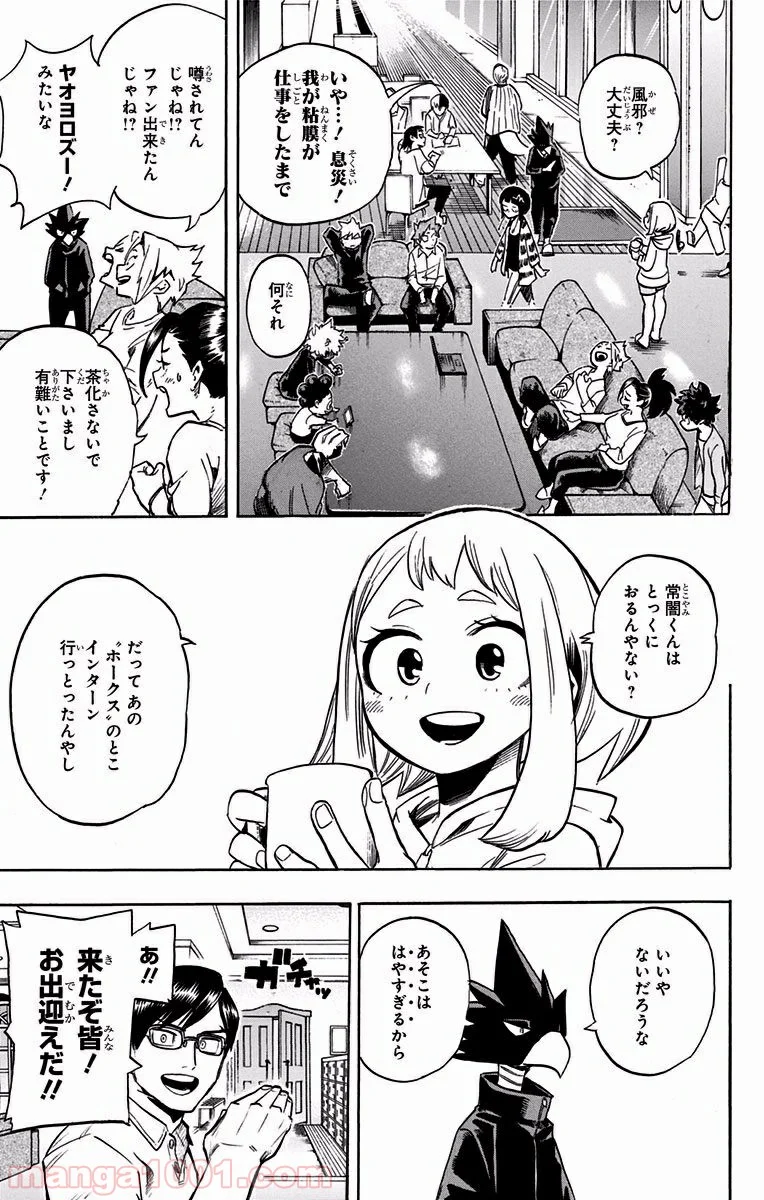 風邪?
大丈夫?
いや…!息災!
我が粘膜が
仕事をしたまで
何それ
噂されてん
じゃね!?
ファン出来たん
じゃね!?
ヤオヨロズー!
みたいな
茶化さないで
下さいまし
有難いことです!
常闇くんは
とっくに
おるんやない?
だって あの
〝ホークス〟のとこ
インターン
行っとったんやし
いいや
ないだろうな
あそこは
はやすぎるから
ガチャッ
あ!!
来たぞ皆!
お出迎えだ!!
manga1001.com